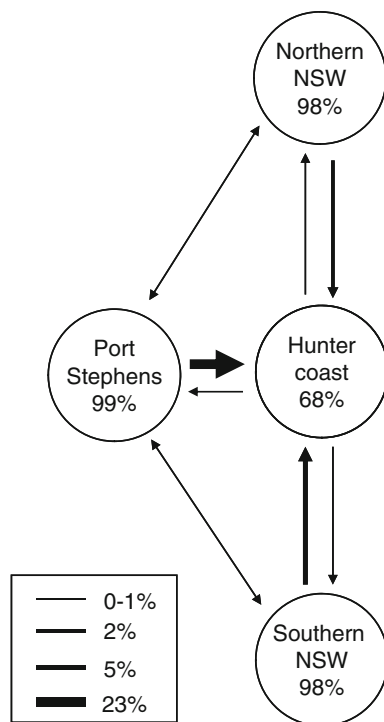 Northern
NSW
98%
Port
Stephens
99%
Hunter
coast
68%
Southern
NSW
98%
0-1%
2%
5%
23%